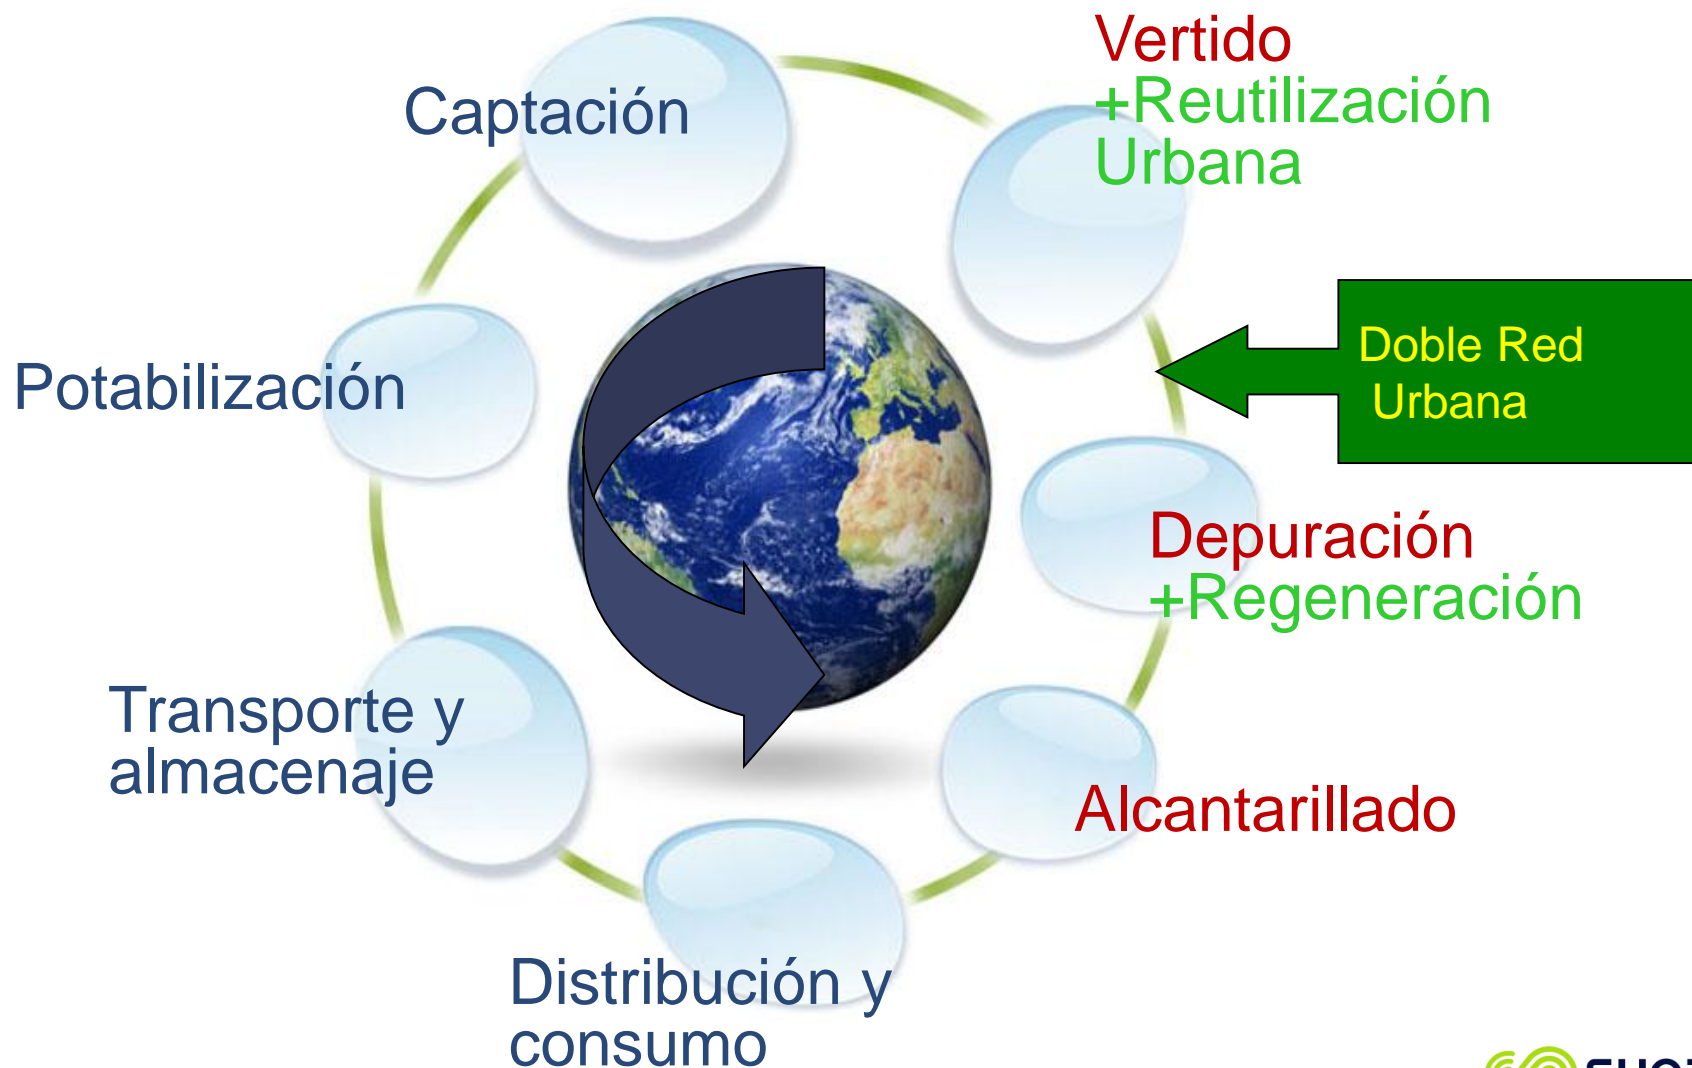 Captación
Vertido
+Reutilización
Urbana
Doble Red
Urbana
Potabilización
Depuración
+Regeneración
Transporte y
almacenaje
Alcantarillado
Distribución y
consumo